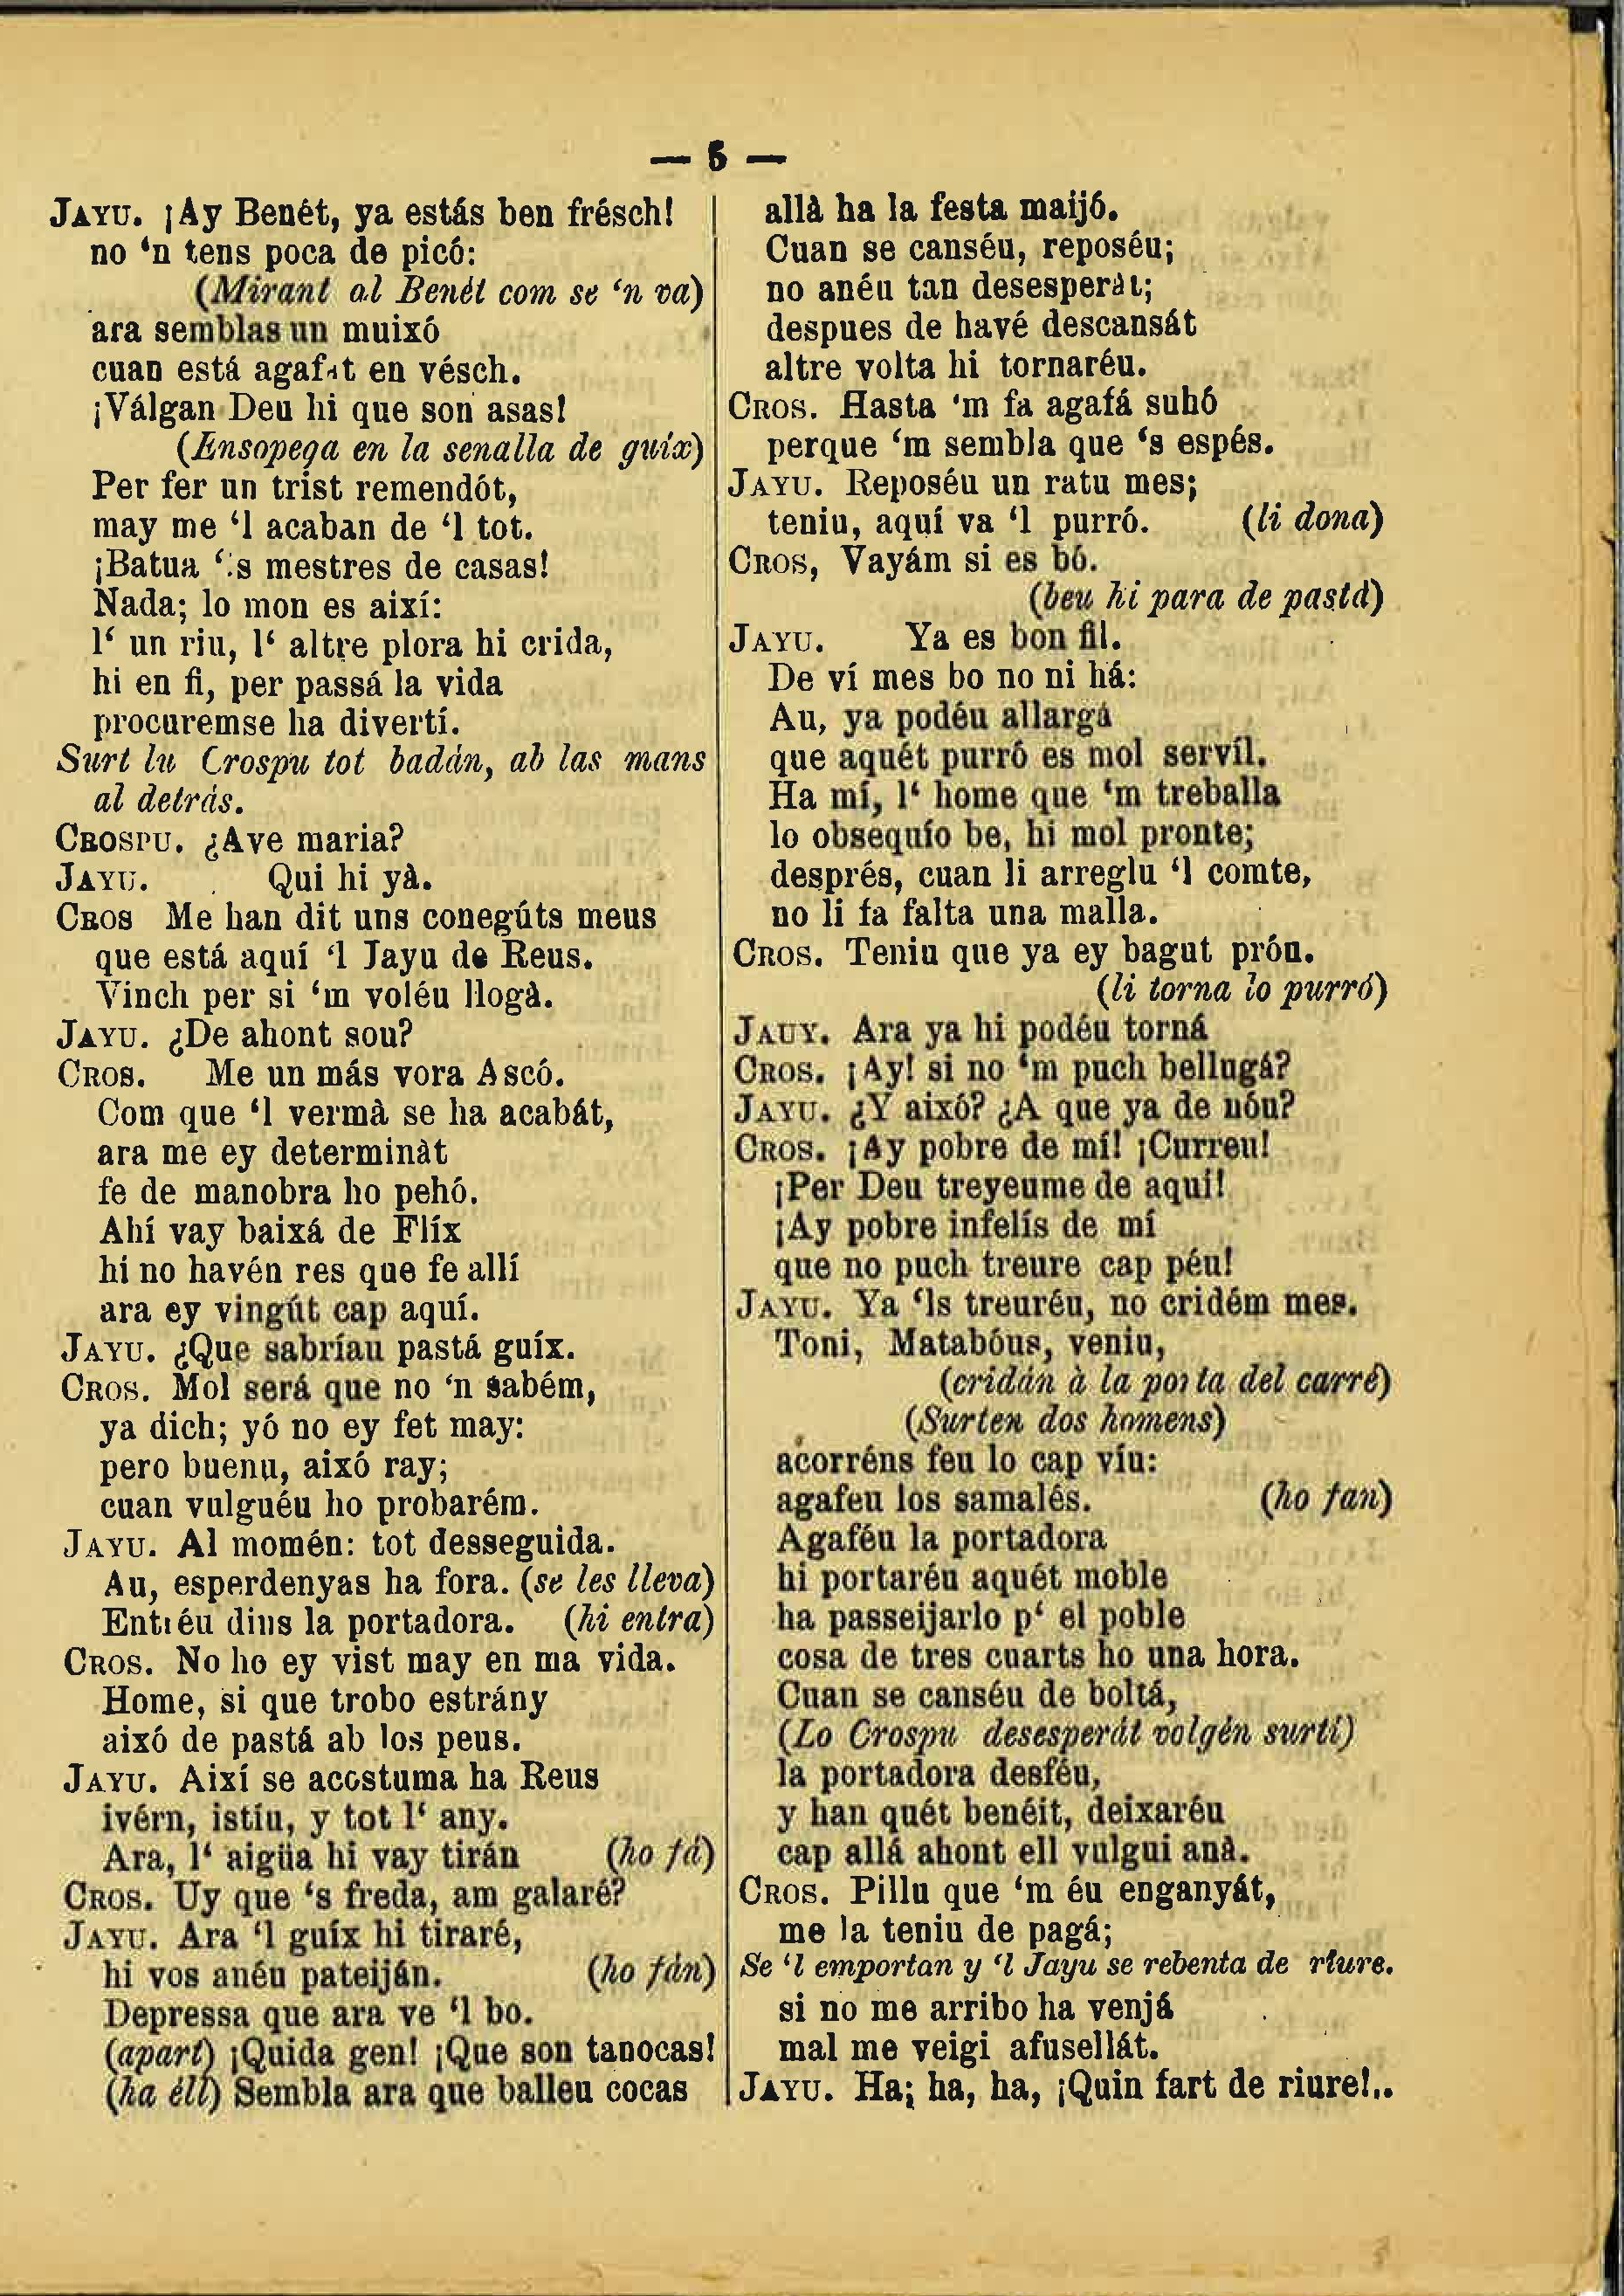 — 5 —
JAYU. ¡Ay Benét, ya estás ben frésch!
no ‘n tens poca de picó:
(Mirant al Benét com se ‘n va)
ara semblas un muixó
cuan está agafat en vésch.
¡Válgan Deu hi que son asas!
(Ensopega en la senalla de guíx)
Per fer un trist remendót,
may me ‘l acaban de ‘l tot.
¡Batua ‘:s mestres de casas!
Nada; lo mon es així:
l‘ un riu, l‘ altre plora hi crida,
hi en fi, per passá la vida
procuremse ha divertí.
Surt lu Crospu tot badán, ab las mans
al detrás.
CROSPU. ¿Ave maria?
JAYU. Qui hi yà.
CROS Me han dit uns conegúts meus
que está aquí ‘l Jayu de Reus.
Vinch per si ‘m voléu llogà.
JAYU. ¿De ahont sou?
CROS. Me un más vora Ascó.
Com que ‘l vermà se ha acabát,
ara me ey determinàt
fe de manobra ho pehó.
Ahí vay baixá de Flíx
hi no havén res que fe allí
ara ey vingút cap aquí.
JAYU. ¿Que sabríau pastá guíx.
CROS. Mol será que no ‘n sabém,
ya dich; yó no ey fet may:
pero buenu, aixó ray;
cuan vulguéu ho probarém.
JAYU. Al momén: tot desseguida.
Au, esperdenyas ha fora. (se les lleva)
Entréu dins la portadora. (hi entra)
CROS. No ho ey vist may en ma vida.
Home, si que trobo estrány
aixó de pastá ab los peus.
JAYU. Així se acostuma ha Reus
ivérn, istíu, y tot l‘ any.
Ara, l‘ aigüa hi vay tirán (ho fá)
CROS. Uy que ‘s freda, am galaré?
JAYU. Ara ‘l guíx hi tiraré,
hi vos anéu pateiján. (ho fán)
Depressa que ara ve ‘l bo.
(apart) ¡Quida gen! ¡Que son tanocas!
(ha éll) Sembla ara que balleu cocas
allà ha la festa maijó.
Cuan se canséu, reposéu;
no anéu tan desesperàt;
despues de havé descansát
altre volta hi tornaréu.
CROS. Hasta ‘m fa agafá suhó
perque ‘m sembla que ‘s espés.
JAYU. Reposéu un ratu mes;
teniu, aquí va ‘l purró. (li dona)
CROS, Vayám si es bó.
(beu hi para de pastá)
JAYU. Ya es bon fil.
De ví mes bo no ni há:
Au, ya podéu allargá
que aquét purró es mol servíl.
Ha mí, l‘ home que ‘m treballa
lo obsequío be, hi mol pronte;
després, cuan li arreglu ‘l comte,
no li fa falta una malla.
CROS. Teniu que ya ey bagut prón.
(li torna lo purró)
JAUY. Ara ya hi podéu torná
CROS. ¡Ay! si no ‘m puch bellugá?
JAYU. ¿Y aixó? ¿A que ya de nóu?
CROS. ¡Ay pobre de mí! ¡Curreu!
¡Per Deu treyeume de aquí!
¡Ay pobre infelís de mí
que no puch treure cap péu!
JAYU. Ya ‘ls treuréu, no cridém mes.
Toni, Matabóus, veniu,
(cridán à la porta del carré)
(Surten dos homens)
acorréns feu lo cap víu:
agafeu los samalés. (ho fan)
Agaféu la portadora
hi portaréu aquét moble
ha passeijarlo p‘ el poble
cosa de tres cuarts ho una hora.
Cuan se canséu de boltá,
(Lo Crospu desesperát volgén surtí)
la portadora desféu,
y han quét benéit, deixaréu
cap allá ahont ell vulgui anà.
CROS. Pillu que ‘m éu enganyát,
me la teniu de pagá;
Se ‘l emportan y ‘l Jayu se rebenta de riure.
si no me arribo ha venjá
mal me veigi afusellát.
JAYU. Ha; ha, ha, ¡Quin fart de riure!..